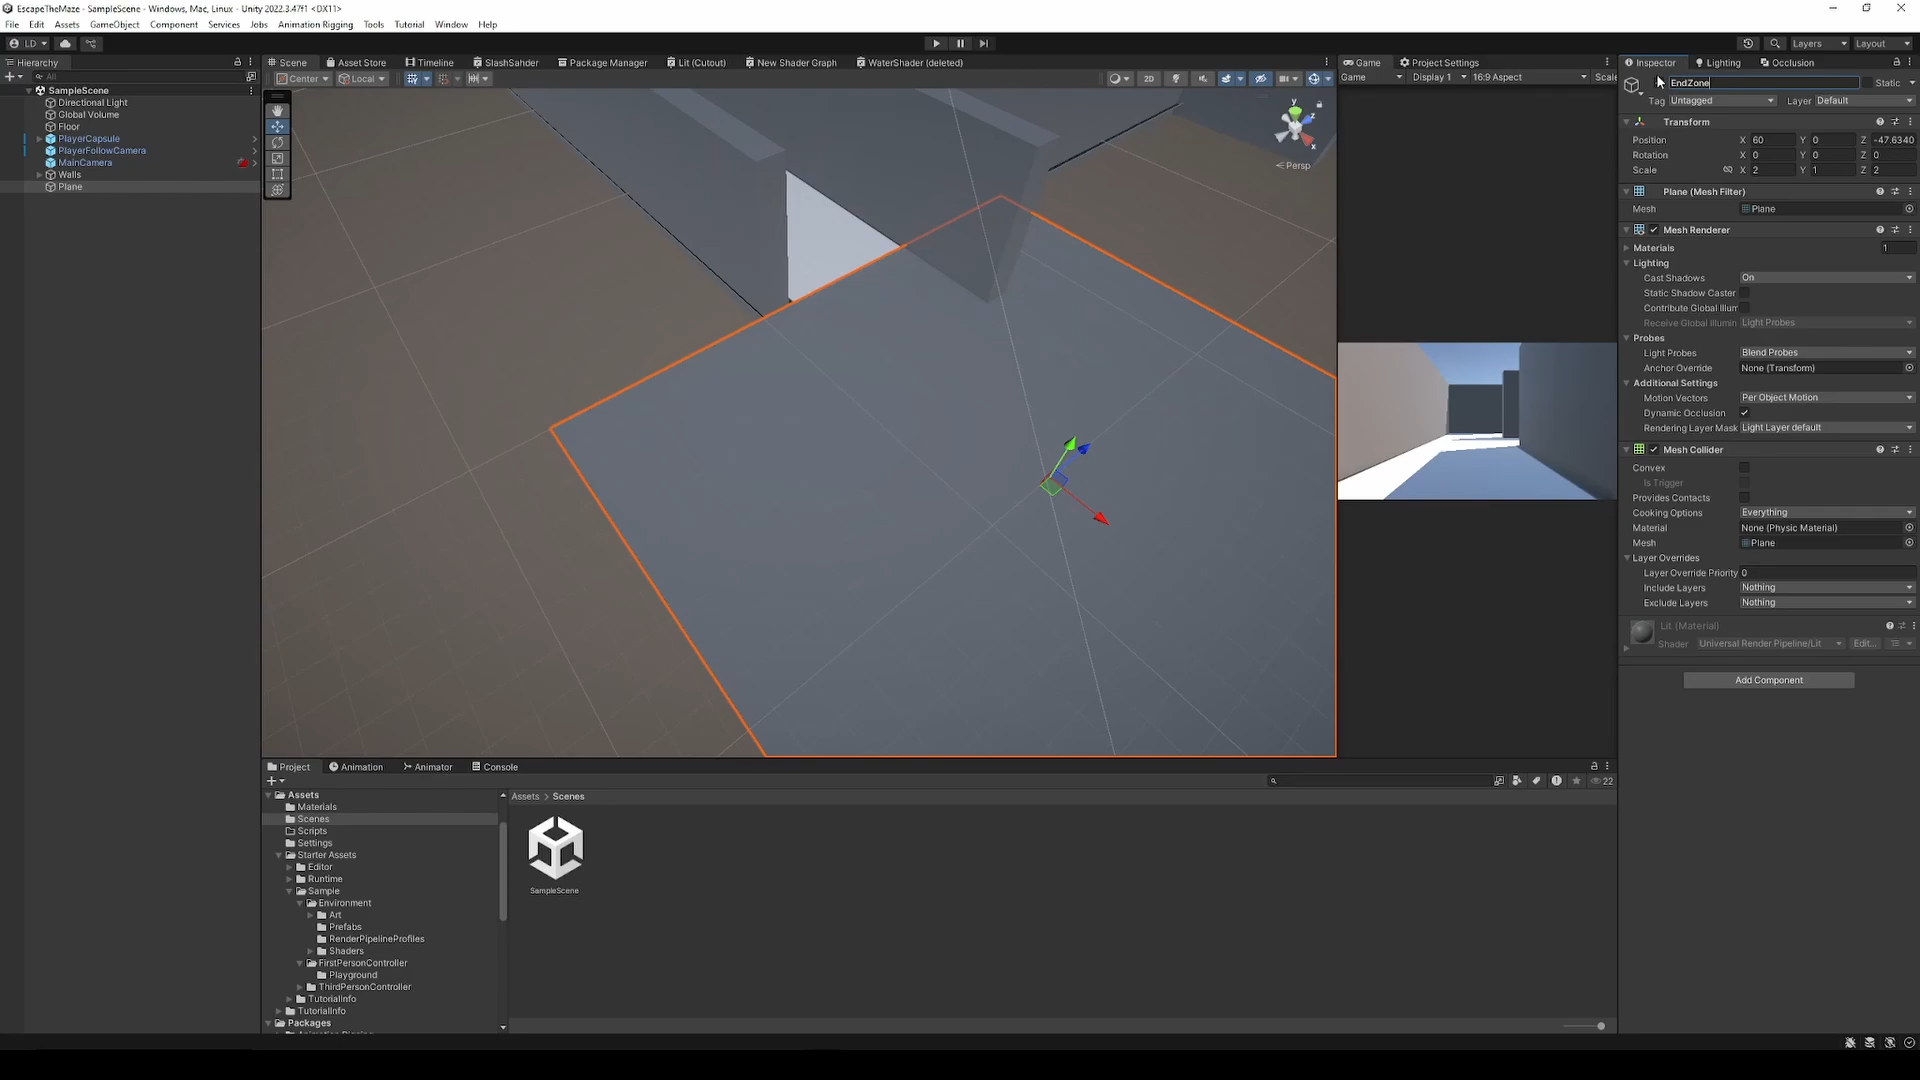 EscapeTheMaze - SampleScene - Windows, Mac, Linux - Unity 2022.3.47f1 <DX11>
File Edit Assets GameObject Component Services Jobs Animation Rigging Tools Tutorial Window Help
LD Layers Layout
Hierarchy
All
SampleScene
Directional Light
Global Volume
Floor
PlayerCapsule
PlayerFollowCamera
MainCamera
Walls
Plane
Scene Asset Store Timeline SlashSander Package Manager Lit (Cutout) New Shader Graph WaterShader (deleted)
Center Local 2D
y
z
x
Persp
Game Project Settings
Game Display 1 16:9 Aspect Scale
Inspector Lighting Occlusion
EndZone Static
Tag Untagged Layer Default
Transform
Position X 60 Y 0 Z -47.6340
Rotation X 0 Y 0 Z 0
Scale X 2 Y 1 Z 2
Plane (Mesh Filter)
Mesh Plane
Mesh Renderer
Materials 1
Lighting
Cast Shadows On
Static Shadow Caster
Contribute Global Illum
Receive Global Illumin Light Probes
Probes
Light Probes Blend Probes
Anchor Override None (Transform)
Additional Settings
Motion Vectors Per Object Motion
Dynamic Occlusion
Rendering Layer Mask Light Layer default
Mesh Collider
Convex
Is Trigger
Provides Contacts
Cooking Options Everything
Material None (Physic Material)
Mesh Plane
Layer Overrides
Layer Override Priority 0
Include Layers Nothing
Exclude Layers Nothing
Lit (Material)
Shader Universal Render Pipeline/Lit Edit...
Add Component
Project Animation Animator Console
22
Assets
Materials
Scenes
Scripts
Settings
Starter Assets
Editor
Runtime
Sample
Environment
Art
Prefabs
RenderPipelineProfiles
Shaders
FirstPersonController
Playground
ThirdPersonController
TutorialInfo
TutorialInfo
Packages
Assets > Scenes
SampleScene